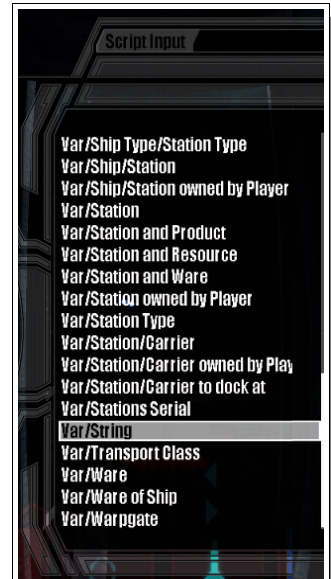 Script Input
Var/Ship Type/Station Type
Var/Ship/Station
Var/Ship/Station owned by Player
Var/Station
Var/Station and Product
Var/Station and Resource
Var/Station and Ware
Var/Station owned by Player
Var/Station Type
Var/Station/Carrier
Var/Station/Carrier owned by Play
Var/Station/Carrier to dock at
Var/Stations Serial
Var/String
Var/Transport Class
Var/Ware
Var/Ware of Ship
Var/Warpgate